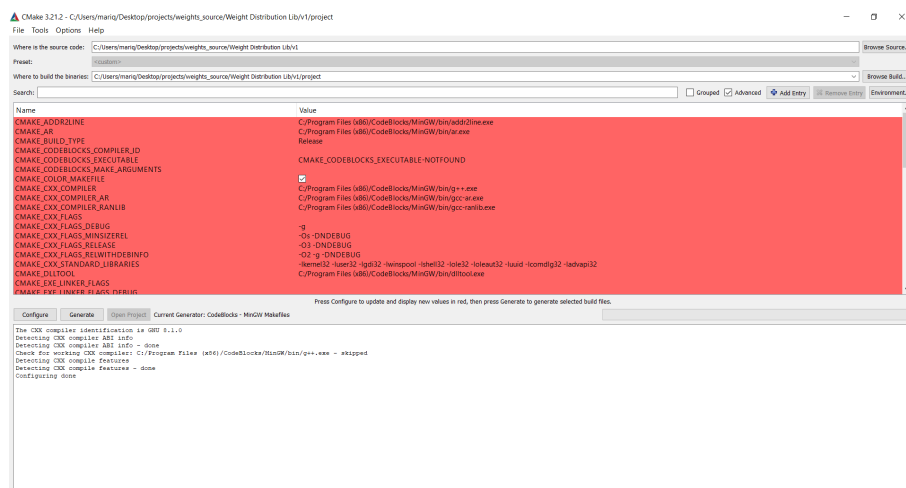 CMake 3.21.2 - C:/Users/mariq/Desktop/projects/weights_source/Weight Distribution Lib/v1/project
File Tools Options Help
Where is the source code: C:/Users/mariq/Desktop/projects/weights_source/Weight Distribution Lib/v1 Browse Source.
Preset: <custom>
Where to build the binaries: C:/Users/mariq/Desktop/projects/weights_source/Weight Distribution Lib/v1/project Browse Build..
Search: Grouped Advanced Add Entry Remove Entry Environment.
Name Value
CMAKE_ADDR2LINE C:/Program Files (x86)/CodeBlocks/MinGW/bin/addr2line.exe
CMAKE_AR C:/Program Files (x86)/CodeBlocks/MinGW/bin/ar.exe
CMAKE_BUILD_TYPE Release
CMAKE_CODEBLOCKS_COMPILER_ID
CMAKE_CODEBLOCKS_EXECUTABLE CMAKE_CODEBLOCKS_EXECUTABLE-NOTFOUND
CMAKE_CODEBLOCKS_MAKE_ARGUMENTS
CMAKE_COLOR_MAKEFILE
CMAKE_CXX_COMPILER C:/Program Files (x86)/CodeBlocks/MinGW/bin/g++.exe
CMAKE_CXX_COMPILER_AR C:/Program Files (x86)/CodeBlocks/MinGW/bin/gcc-ar.exe
CMAKE_CXX_COMPILER_RANLIB C:/Program Files (x86)/CodeBlocks/MinGW/bin/gcc-ranlib.exe
CMAKE_CXX_FLAGS
CMAKE_CXX_FLAGS_DEBUG -g
CMAKE_CXX_FLAGS_MINSIZEREL -Os -DNDEBUG
CMAKE_CXX_FLAGS_RELEASE -O3 -DNDEBUG
CMAKE_CXX_FLAGS_RELWITHDEBINFO -O2 -g -DNDEBUG
CMAKE_CXX_STANDARD_LIBRARIES -lkernel32 -luser32 -lgdi32 -lwinspool -lshell32 -lole32 -loleaut32 -luuid -lcomdlg32 -ladvapi32
CMAKE_DLLTOOL C:/Program Files (x86)/CodeBlocks/MinGW/bin/dlltool.exe
CMAKE_EXE_LINKER_FLAGS
CMAKE_EXE_LINKER_FLAGS_DEBUG
Press Configure to update and display new values in red, then press Generate to generate selected build files.
Configure Generate Open Project Current Generator: CodeBlocks - MinGW Makefiles
The CXX compiler identification is GNU 8.1.0
Detecting CXX compiler ABI info
Detecting CXX compiler ABI info - done
Check for working CXX compiler: C:/Program Files (x86)/CodeBlocks/MinGW/bin/g++.exe - skipped
Detecting CXX compile features
Detecting CXX compile features - done
Configuring done